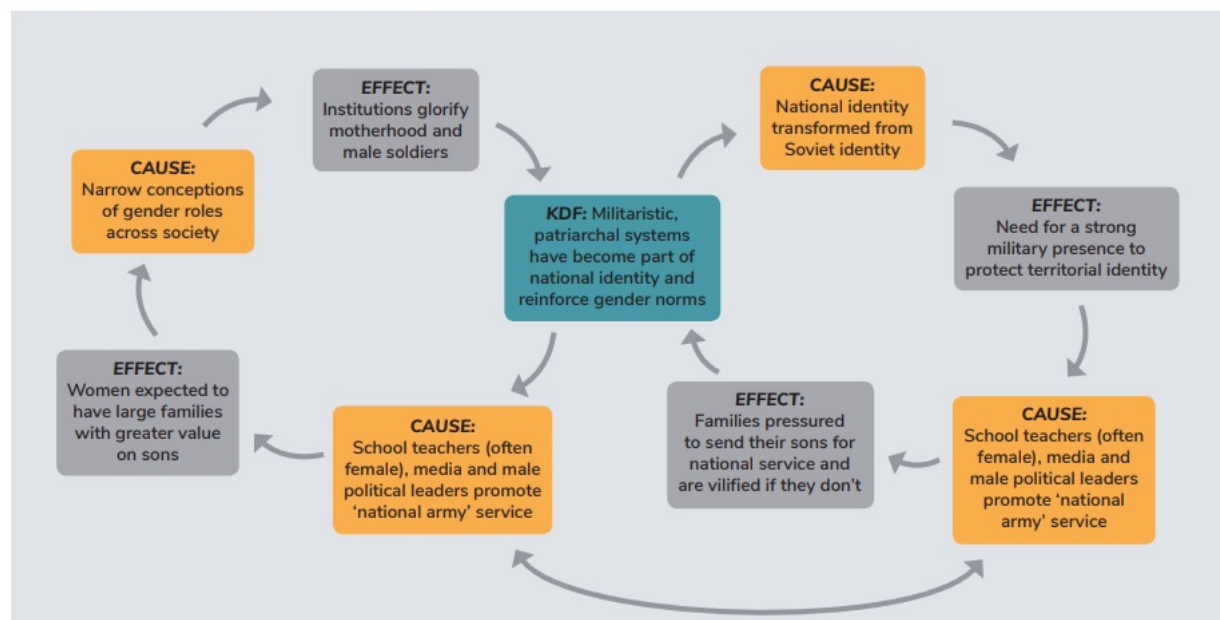 EFFECT:
Institutions glorify
motherhood and
male soldiers
CAUSE:
National identity
transformed from
Soviet identity
CAUSE:
Narrow conceptions
of gender roles
across society
KDF: Militaristic,
patriarchal systems
have become part of
national identity and
reinforce gender norms
EFFECT:
Need for a strong
military presence to
protect territorial identity
EFFECT:
Women expected to
have large families
with greater value
on sons
CAUSE:
School teachers (often
female), media and male
political leaders promote
‘national army’ service
EFFECT:
Families pressured
to send their sons for
national service and
are vilified if they don’t
CAUSE:
School teachers (often
female), media and
male political leaders
promote ‘national
army’ service